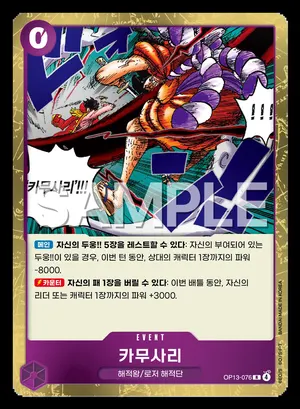 0
!!!
카무사리!!!
SAMPLE
메인 자신의 두웅!! 5장을 레스트할 수 있다: 자신의 부여되어 있는
두웅!!이 있을 경우, 이번 턴 동안, 상대의 캐릭터 1장까지의 파워
-8000.
카운터 자신의 패 1장을 버릴 수 있다: 이번 배틀 동안, 자신의
리더 또는 캐릭터 1장까지의 파워 +3000.
EVENT
카무사리
해적왕/로저 해적단
OP13-076 R 4